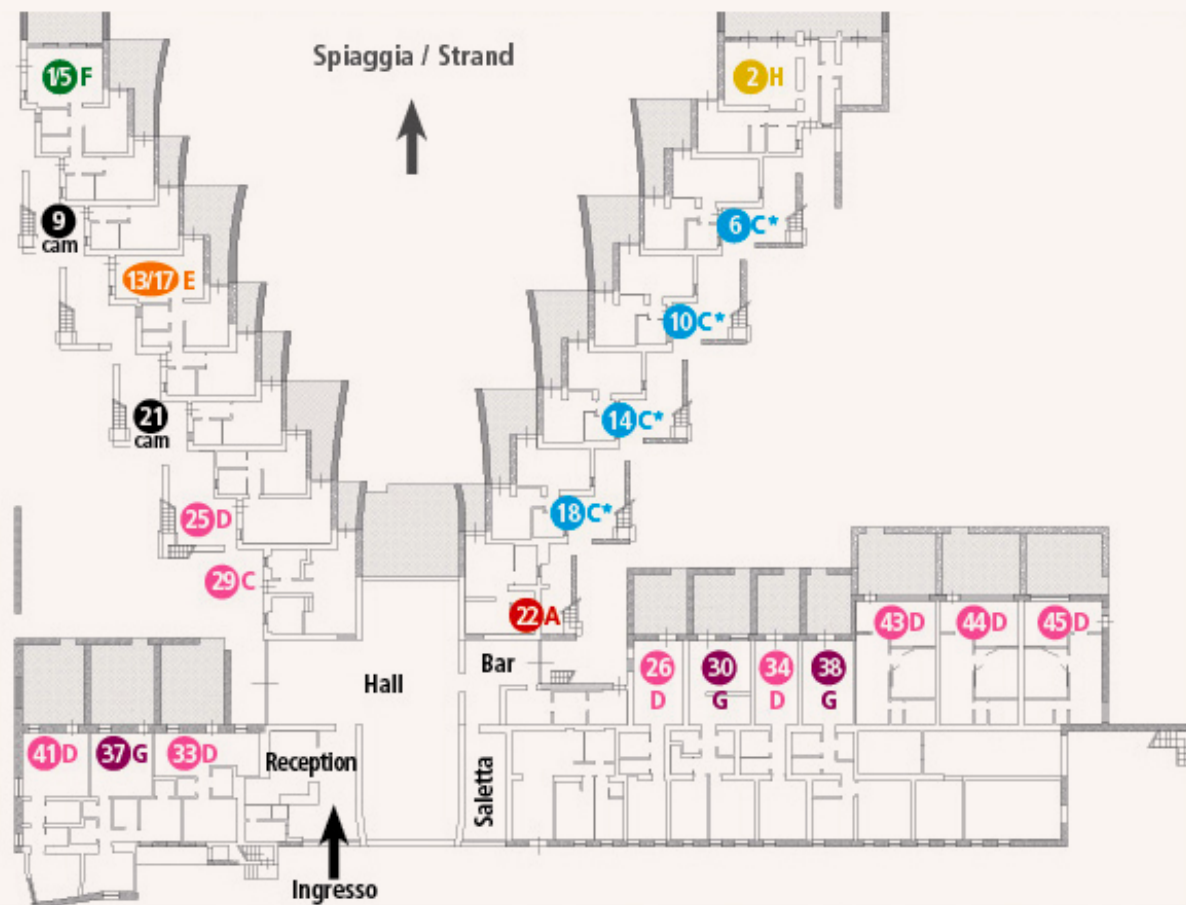 Spiaggia / Strand
1/5 F
2 H
9
cam
6 C*
13/17 E
10 C*
21
cam
14 C*
25 D
18 C*
29 C
22 A
43 D
44 D
45 D
Bar
26
D
30
G
34
D
38
G
Hall
41 D
37 G
33 D
Reception
Saletta
Ingresso